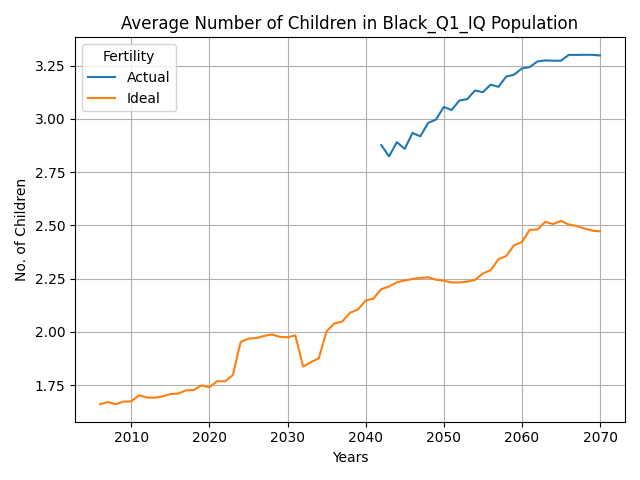 Average Number of Children in Black_Q1_IQ Population
Fertility
Actual
Ideal
No. of Children
3.25
3.00
2.75
2.50
2.25
2.00
1.75
2010 2020 2030 2040 2050 2060 2070
Years